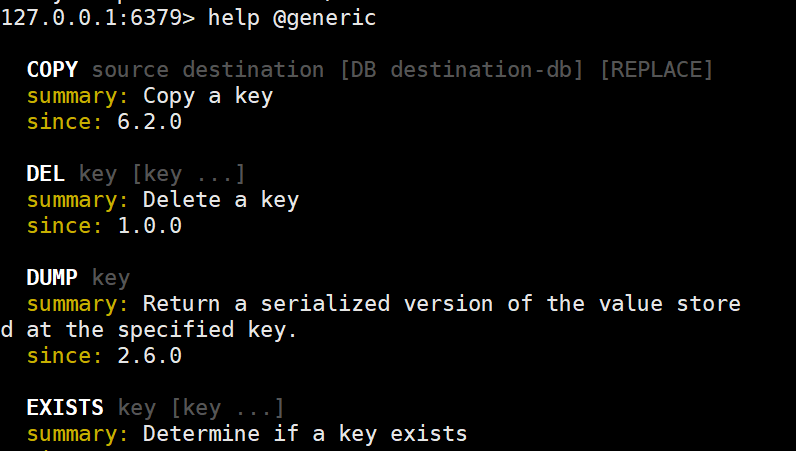 127.0.0.1:6379> help @generic
COPY source destination [DB destination-db] [REPLACE]
summary: Copy a key
since: 6.2.0
DEL key [key ...]
summary: Delete a key
since: 1.0.0
DUMP key
summary: Return a serialized version of the value store
d at the specified key.
since: 2.6.0
EXISTS key [key ...]
summary: Determine if a key exists